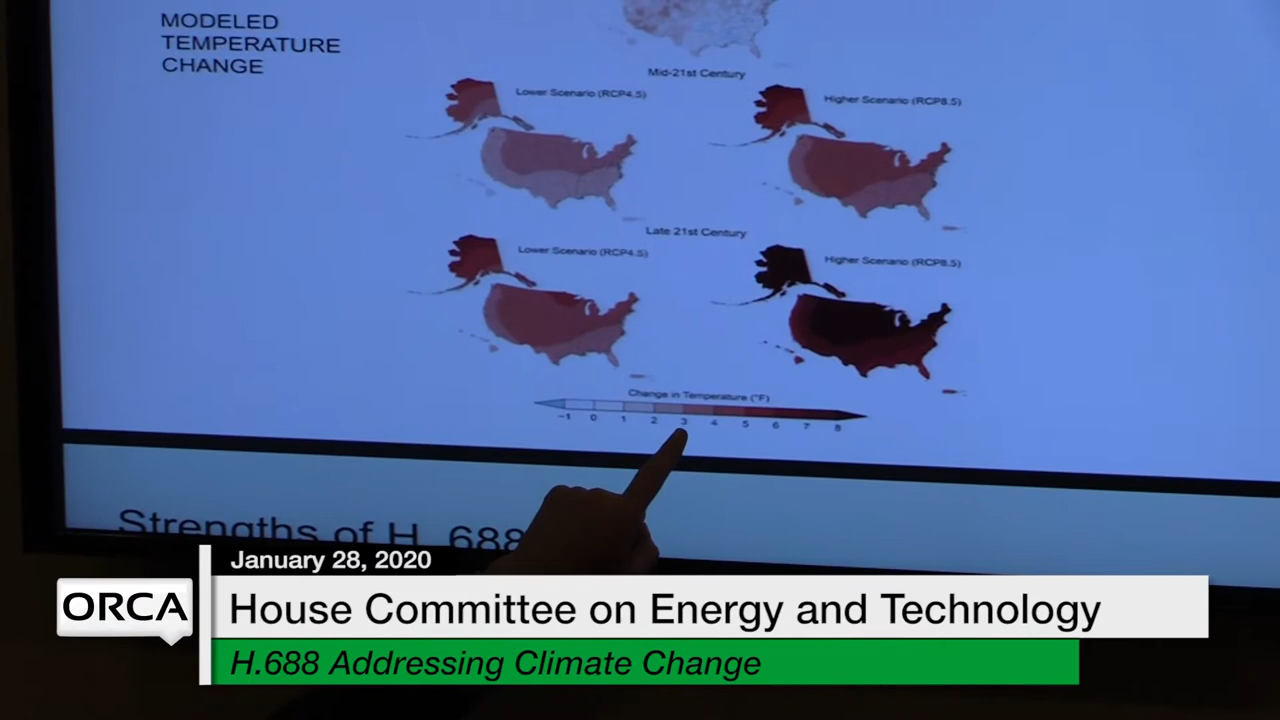 MODELED
TEMPERATURE
CHANGE
Mid-21st Century
Lower Scenario (RCP4.5)
Higher Scenario (RCP8.5)
Late 21st Century
Lower Scenario (RCP4.5)
Higher Scenario (RCP8.5)
Change in Temperature (°F)
-1 0 1 2 3 4 5 6 7 8
Strengths of H. 688
January 28, 2020
ORCA
House Committee on Energy and Technology
H.688 Addressing Climate Change